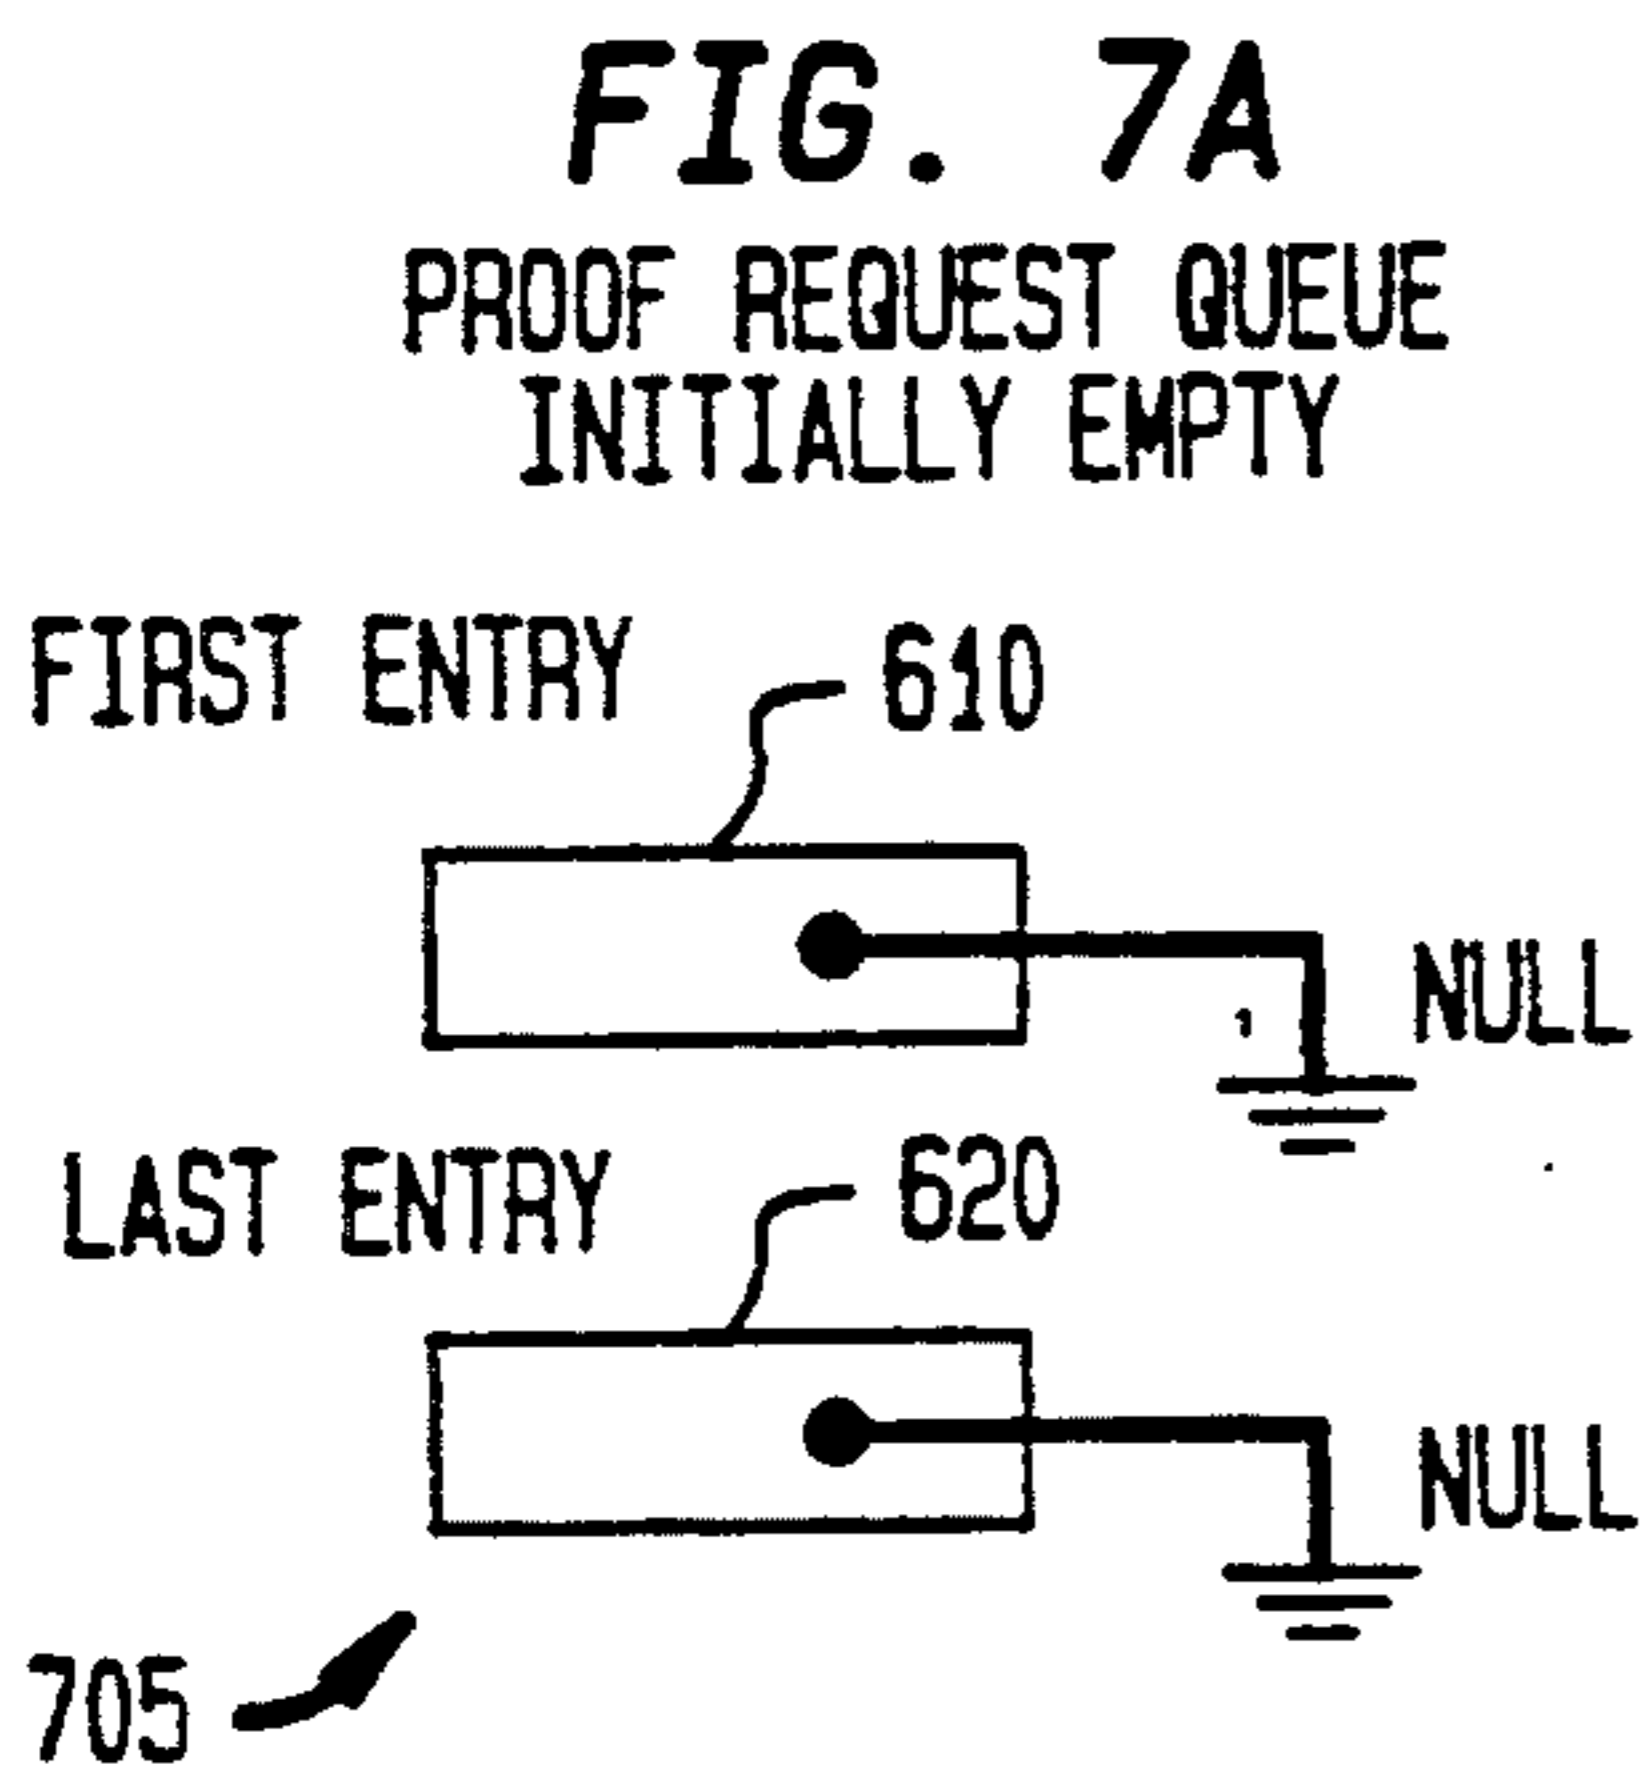 FIG. 7A
PROOF REQUEST QUEUE
INITIALLY EMPTY
FIRST ENTRY
610
NULL
LAST ENTRY
620
NULL
705